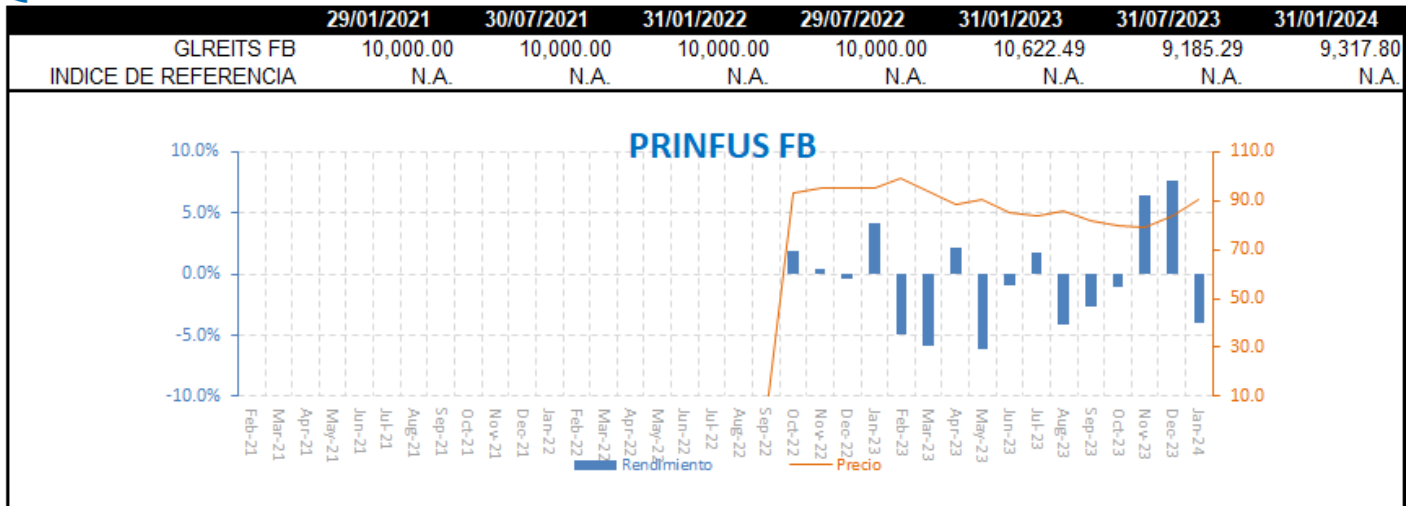 29/01/2021 30/07/2021 31/01/2022 29/07/2022 31/01/2023 31/07/2023 31/01/2024
GLREITS FB 10,000.00 10,000.00 10,000.00 10,000.00 10,622.49 9,185.29 9,317.80
INDICE DE REFERENCIA N.A. N.A. N.A. N.A. N.A. N.A. N.A.
PRINFUS FB
10.0% 110.0
90.0
5.0%
70.0
0.0%
50.0
-5.0%
30.0
-10.0% 10.0
Feb-21 Mar-21 Apr-21 May-21 Jun-21 Jul-21 Aug-21 Sep-21 Oct-21 Nov-21 Dec-21 Jan-22 Feb-22 Mar-22 Apr-22 May-22 Jun-22 Jul-22 Aug-22 Sep-22 Oct-22 Nov-22 Dec-22 Jan-23 Feb-23 Mar-23 Apr-23 May-23 Jun-23 Jul-23 Aug-23 Sep-23 Oct-23 Nov-23 Dec-23 Jan-24
Rendimiento Precio